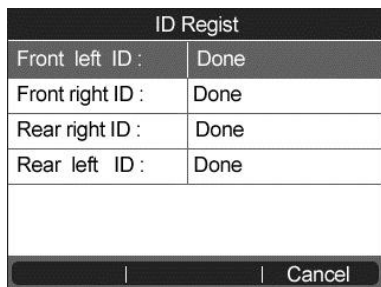 ID Regist
Front left ID : Done
Front right ID : Done
Rear right ID : Done
Rear left ID : Done
Cancel